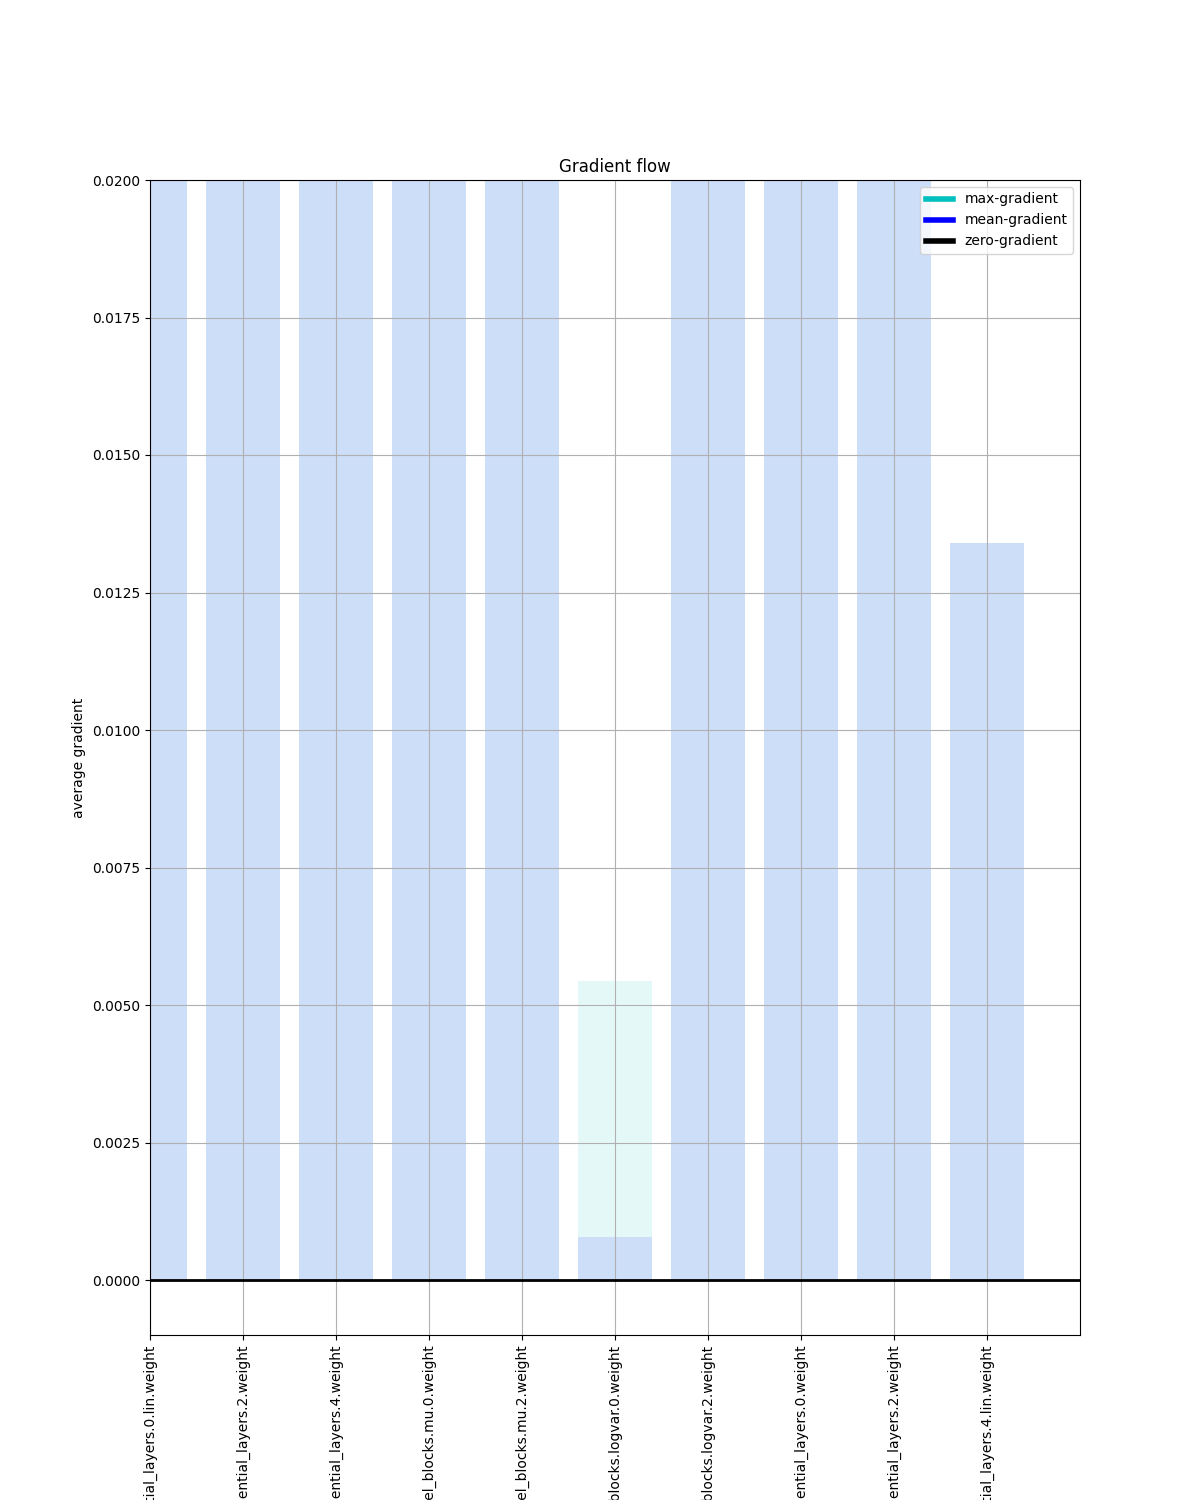 Gradient flow
max-gradient
mean-gradient
zero-gradient
0.0200
0.0175
0.0150
0.0125
0.0100
0.0075
0.0050
0.0025
0.0000
average gradient
tial_layers.0.lin.weight
ential_layers.2.weight
ential_layers.4.weight
el_blocks.mu.0.weight
el_blocks.mu.2.weight
blocks.logvar.0.weight
blocks.logvar.2.weight
ential_layers.0.weight
ential_layers.2.weight
tial_layers.4.lin.weight